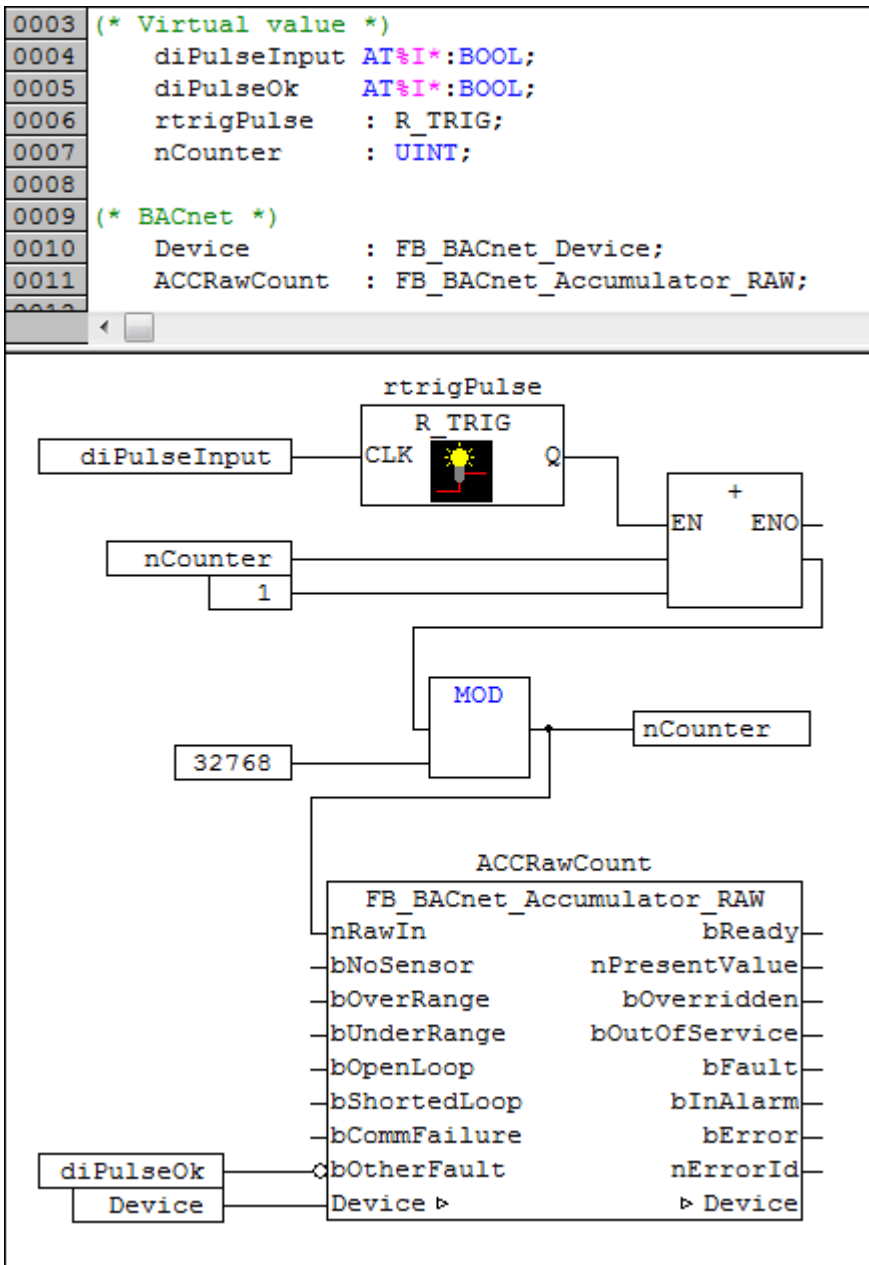 0003 (* Virtual value *)
0004 diPulseInput AT%I*:BOOL;
0005 diPulseOk AT%I*:BOOL;
0006 rtrigPulse : R_TRIG;
0007 nCounter : UINT;
0008
0009 (* BACnet *)
0010 Device : FB_BACnet_Device;
0011 ACCRawCount : FB_BACnet_Accumulator_RAW;
0012
rtrigPulse
R_TRIG
diPulseInput CLK Q
+
EN ENO
nCounter
1
MOD
nCounter
32768
ACCRawCount
FB_BACnet_Accumulator_RAW
nRawIn bReady
bNoSensor nPresentValue
bOverRange bOverridden
bUnderRange bOutOfService
bOpenLoop bFault
bShortedLoop bInAlarm
bCommFailure bError
diPulseOk bOtherFault nErrorId
Device Device Device